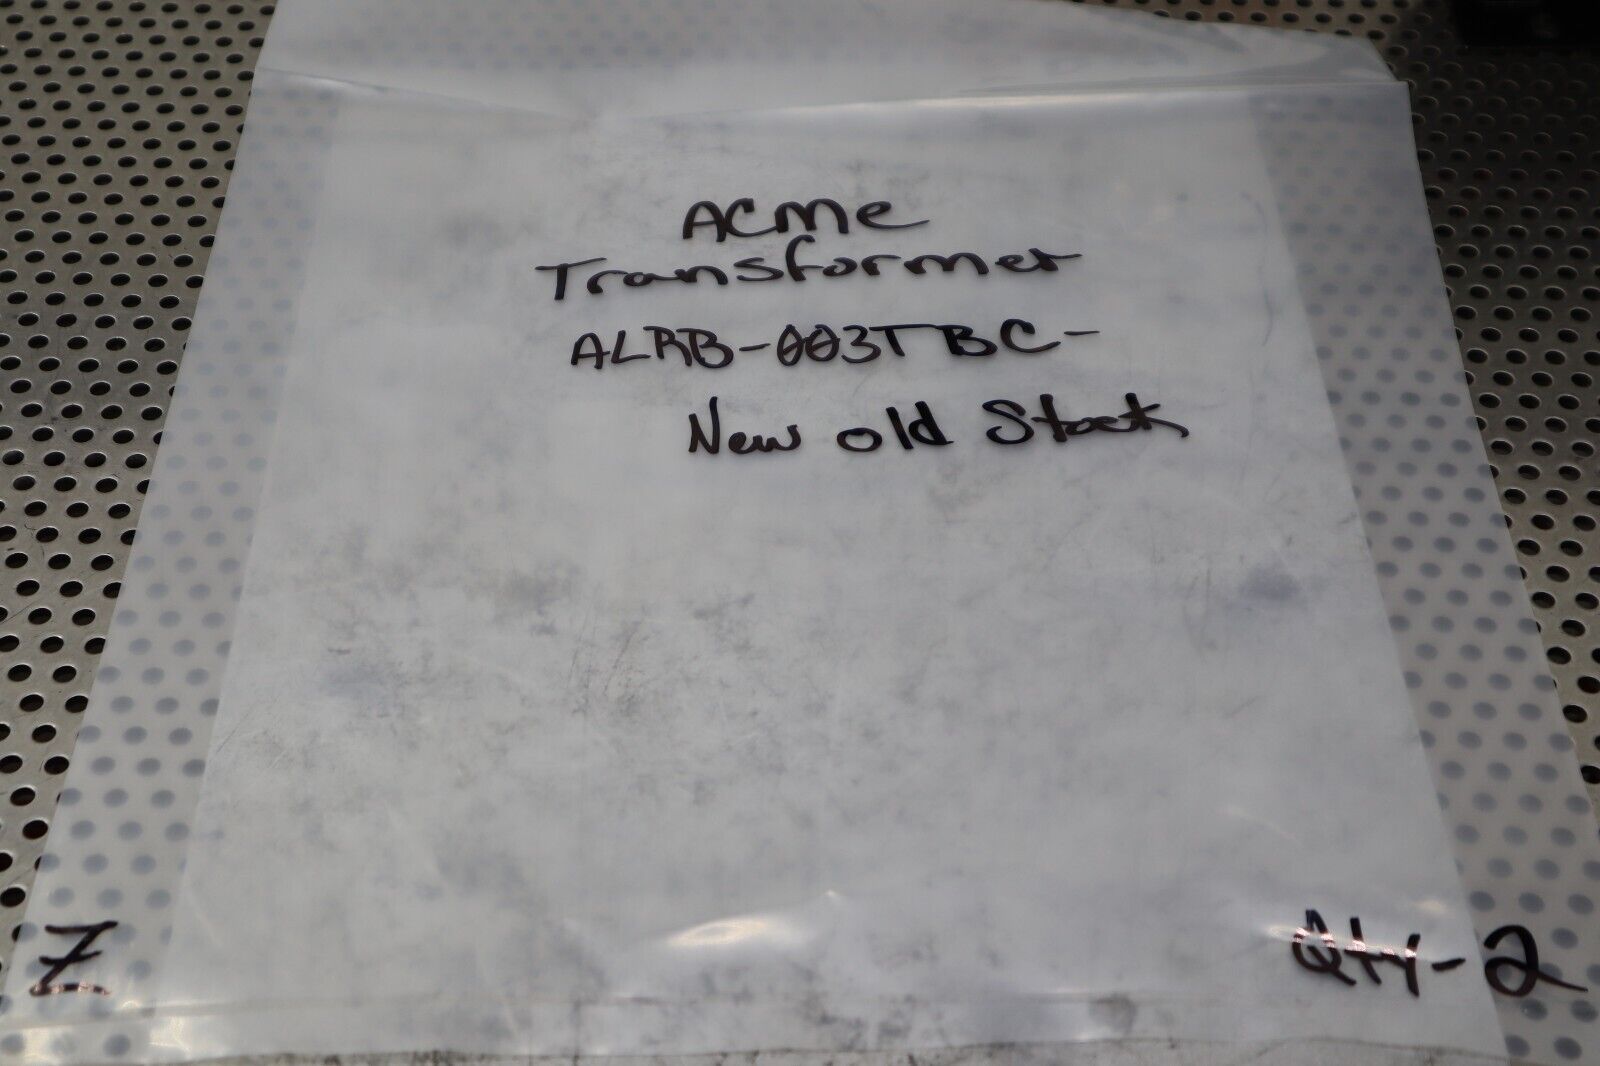 ACme
Transformer
ALRB-003TBC-
New old Stock
Z
Qty-2